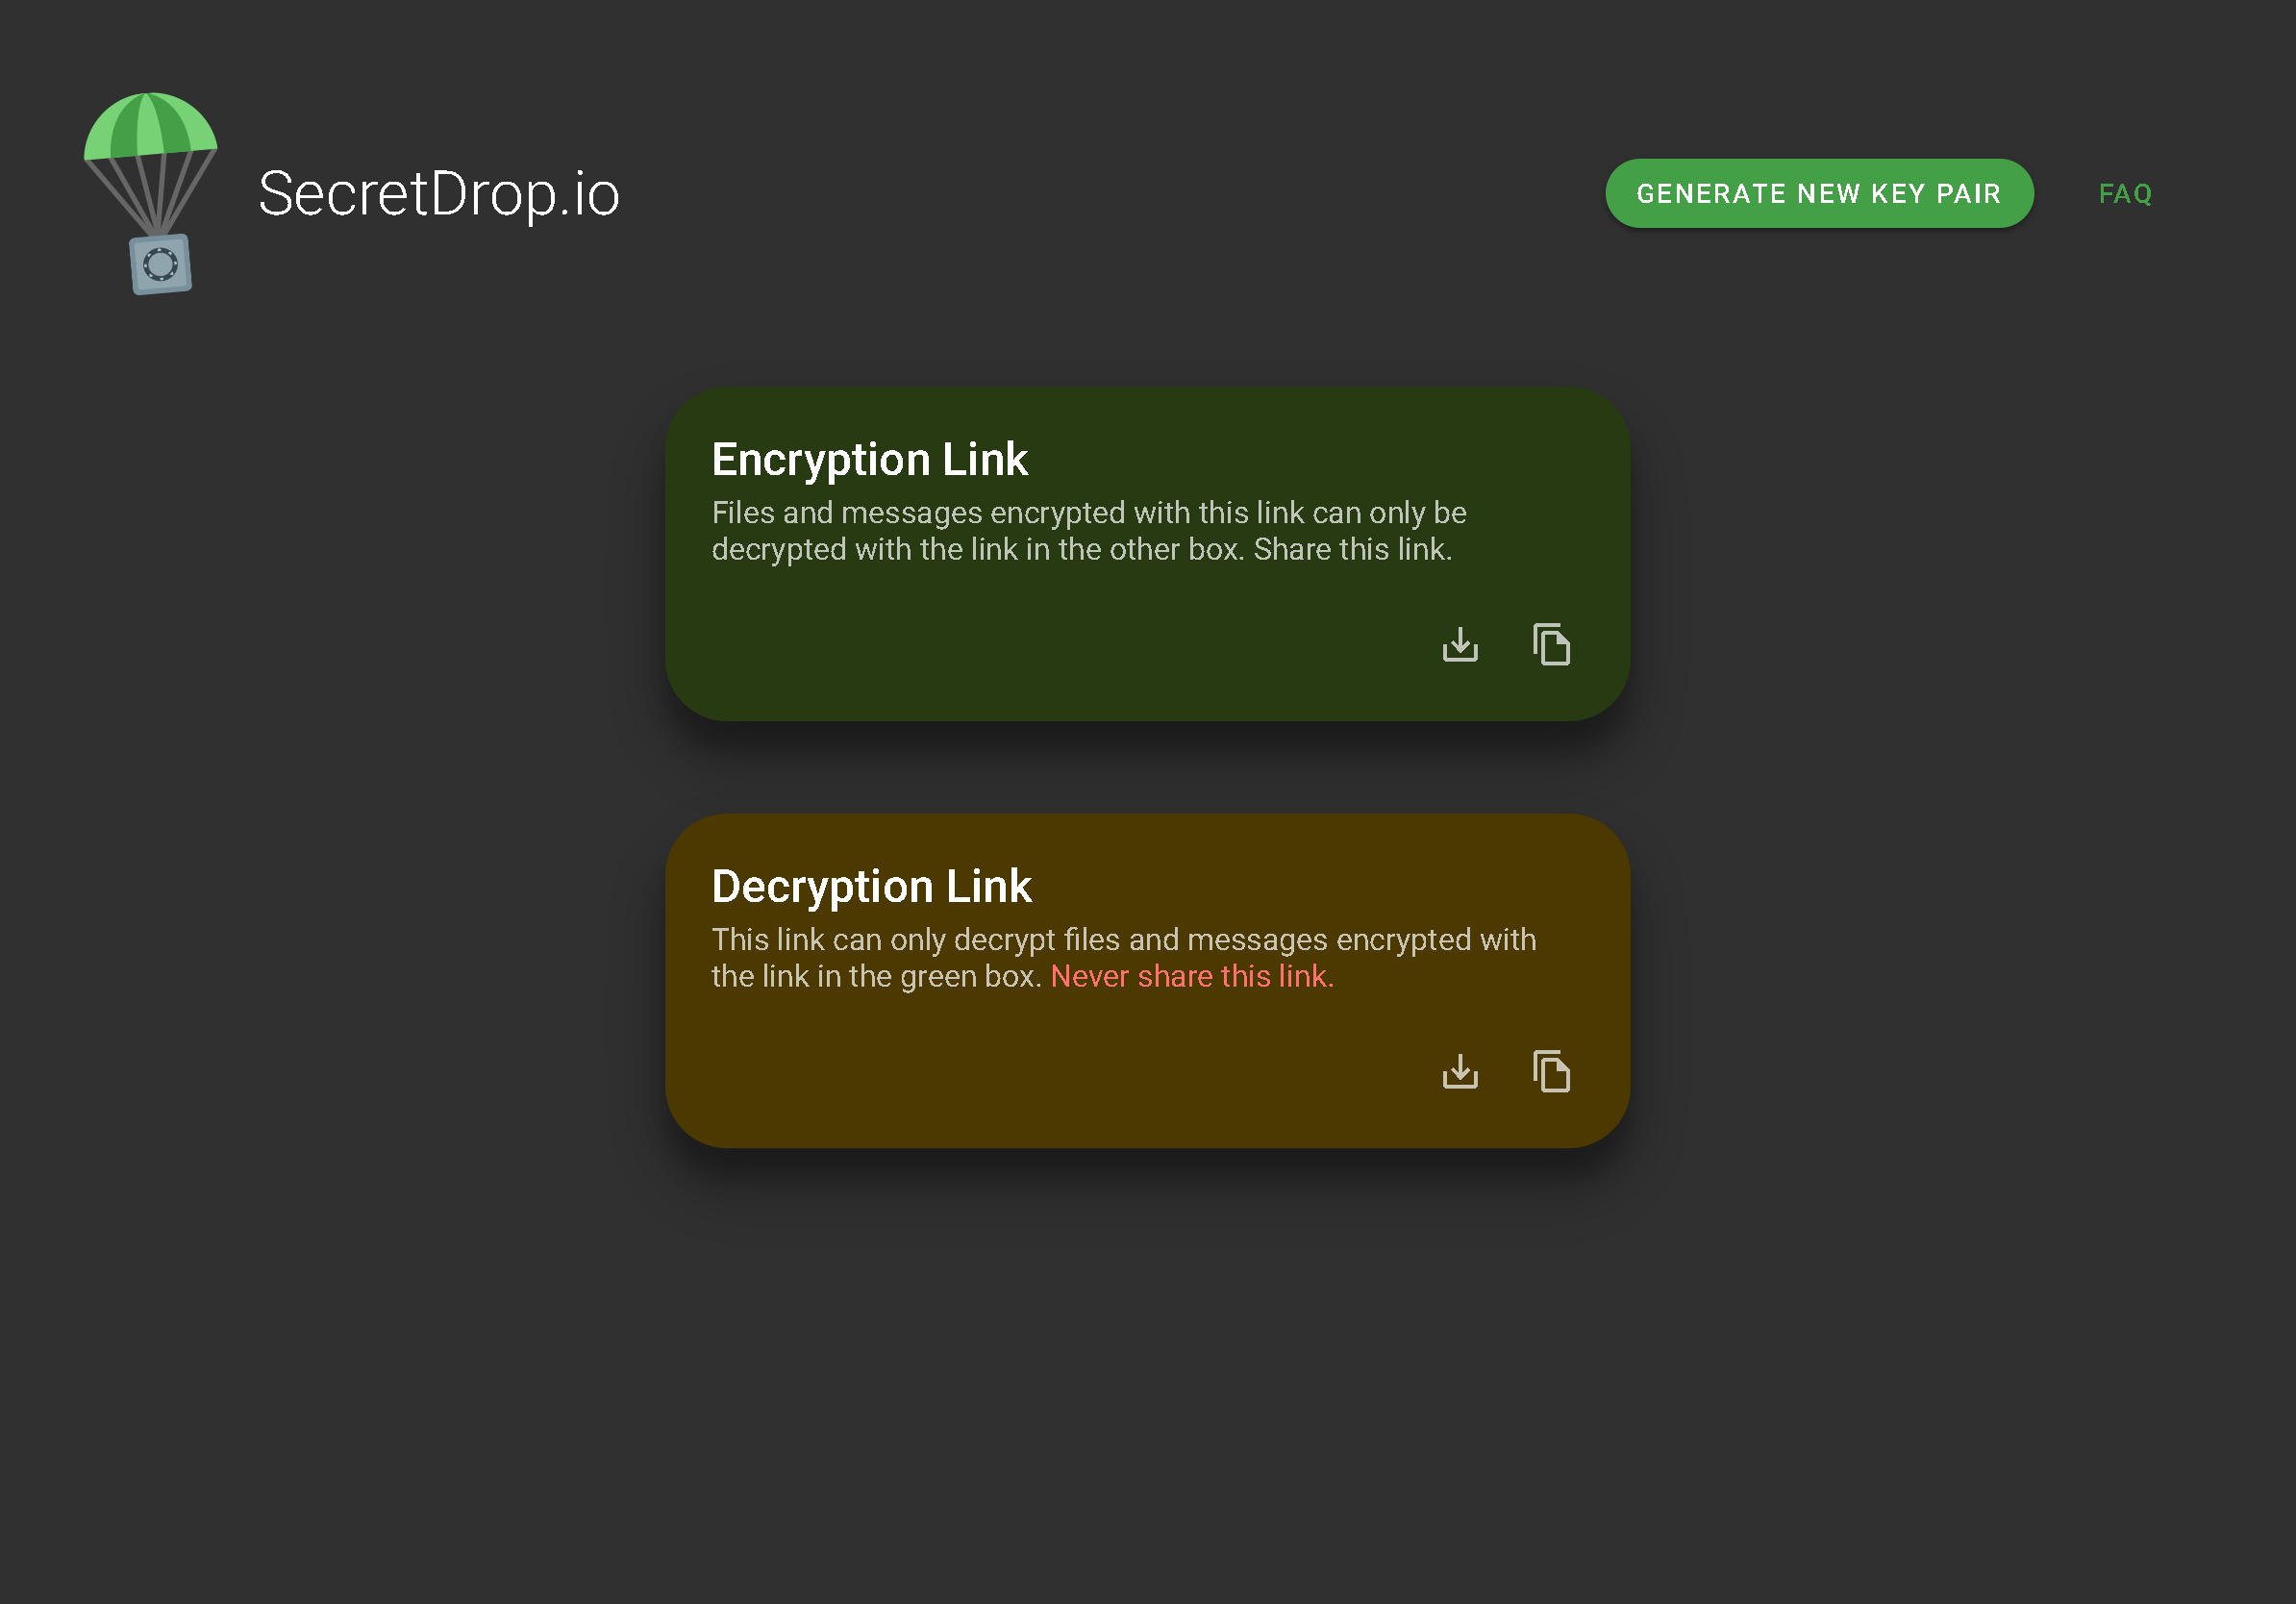 SecretDrop.io
GENERATE NEW KEY PAIR
FAQ
Encryption Link
Files and messages encrypted with this link can only be
decrypted with the link in the other box. Share this link.
Decryption Link
This link can only decrypt files and messages encrypted with
the link in the green box. Never share this link.